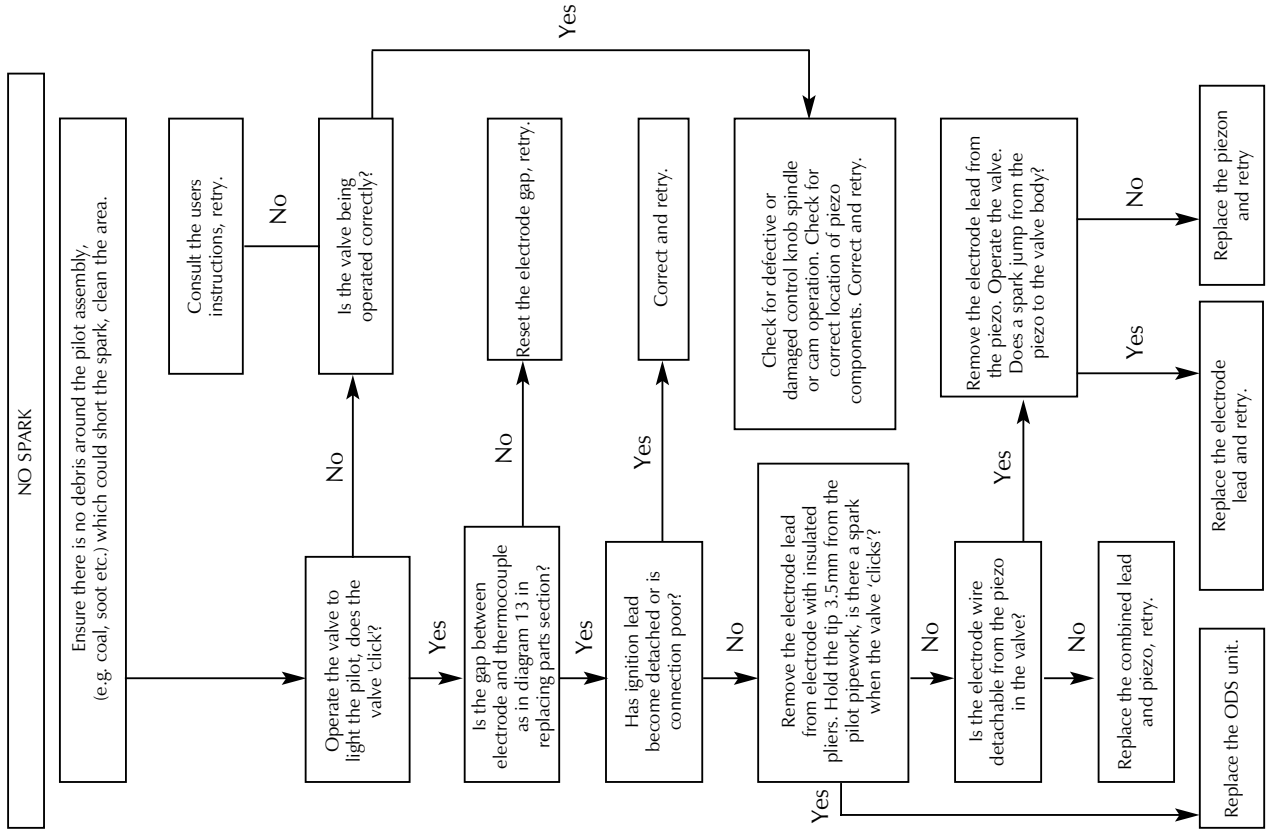 NO SPARK
Ensure there is no debris around the pilot assembly,
(e.g. coal, soot etc.) which could short the spark, clean the area.
Operate the valve to
light the pilot, does the
valve 'click'?
No
Is the valve being
operated correctly?
No
Consult the users
instructions, retry.
Yes
Check for defective or
damaged control knob spindle
or cam operation. Check for
correct location of piezo
components. Correct and retry.
Yes
Is the gap between
electrode and thermocouple
as in diagram 13 in
replacing parts section?
No
Reset the electrode gap, retry.
Yes
Has ignition lead
become detached or is
connection poor?
Yes
Correct and retry.
No
Remove the electrode lead
from electrode with insulated
pliers. Hold the tip 3.5mm from the
pilot pipework, is there a spark
when the valve 'clicks'?
Yes
Replace the ODS unit.
No
Is the electrode wire
detachable from the piezo
in the valve?
No
Replace the combined lead
and piezo, retry.
Yes
Remove the electrode lead from
the piezo. Operate the valve.
Does a spark jump from the
piezo to the valve body?
Yes
Replace the electrode
lead and retry.
No
Replace the piezon
and retry